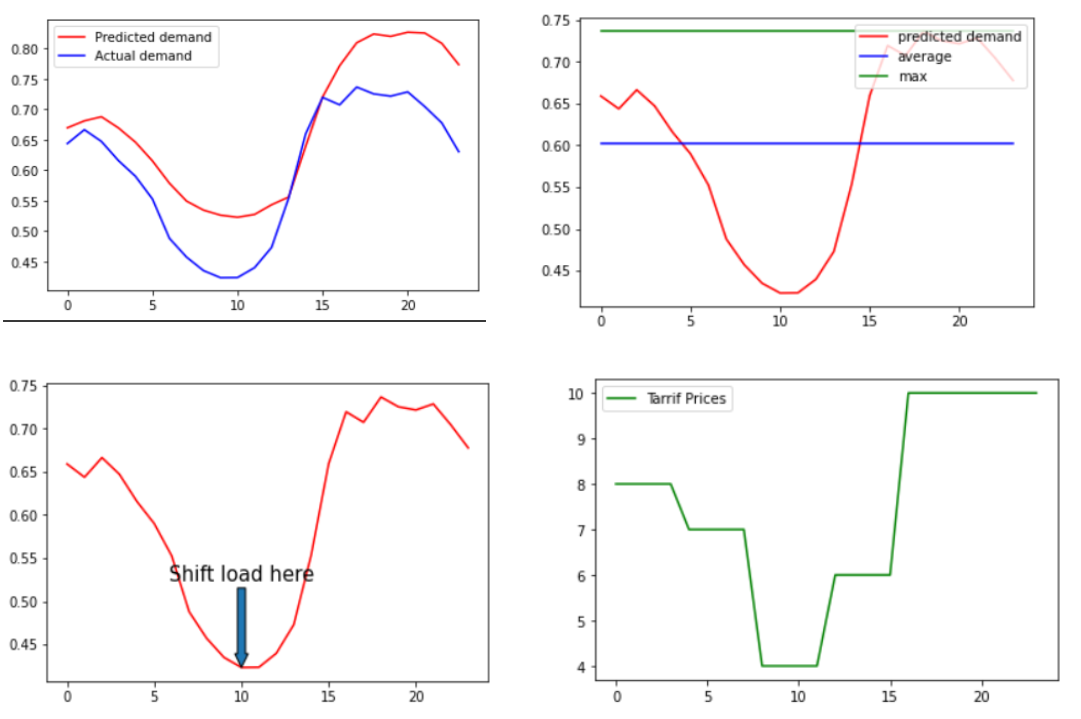 Predicted demand
Actual demand
0.80
0.75
0.70
0.65
0.60
0.55
0.50
0.45
0 5 10 15 20
predicted demand
average
max
0.75
0.70
0.65
0.60
0.55
0.50
0.45
0 5 10 15 20
0.75
0.70
0.65
0.60
0.55
0.50
0.45
Shift load here
0 5 10 15 20
Tarrif Prices
10
9
8
7
6
5
4
0 5 10 15 20